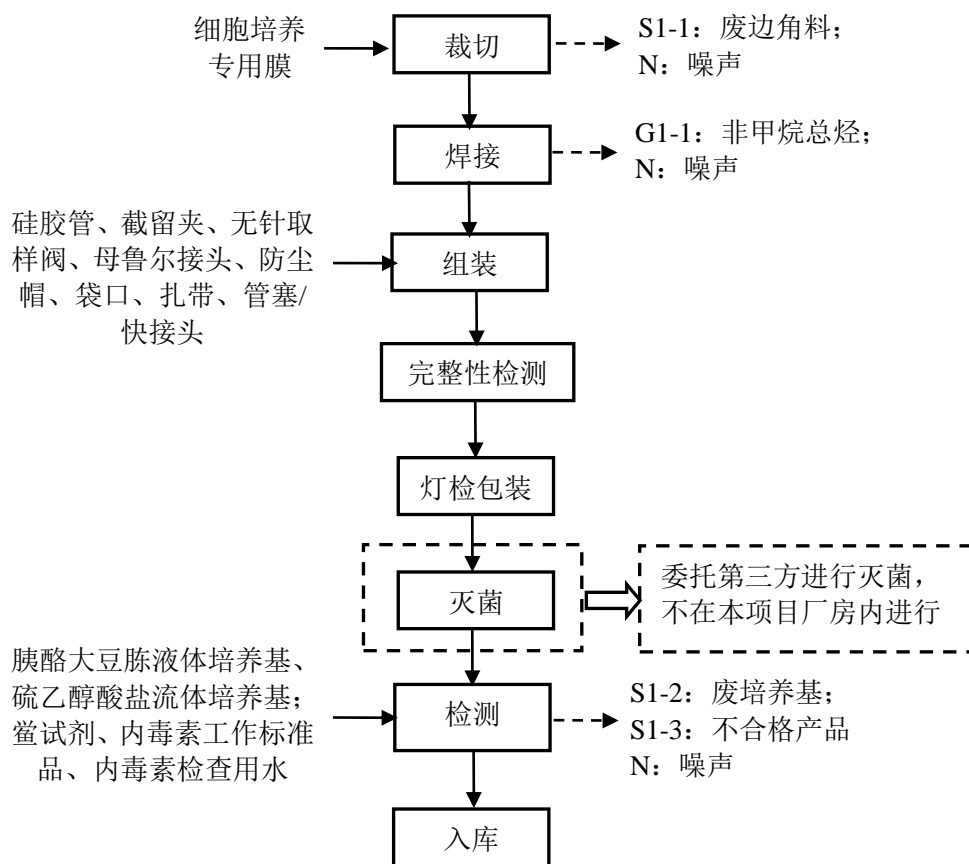 细胞培养
专用膜
裁切
S1-1：废边角料；
N：噪声
焊接
G1-1：非甲烷总烃；
N：噪声
硅胶管、截留夹、无针取
样阀、母鲁尔接头、防尘
帽、袋口、扎带、管塞/
快接头
组装
完整性检测
灯检包装
灭菌
委托第三方进行灭菌，
不在本项目厂房内进行
胰酪大豆胨液体培养基、
硫乙醇酸盐流体培养基；
鲎试剂、内毒素工作标准
品、内毒素检查用水
检测
S1-2：废培养基；
S1-3：不合格产品
N：噪声
入库